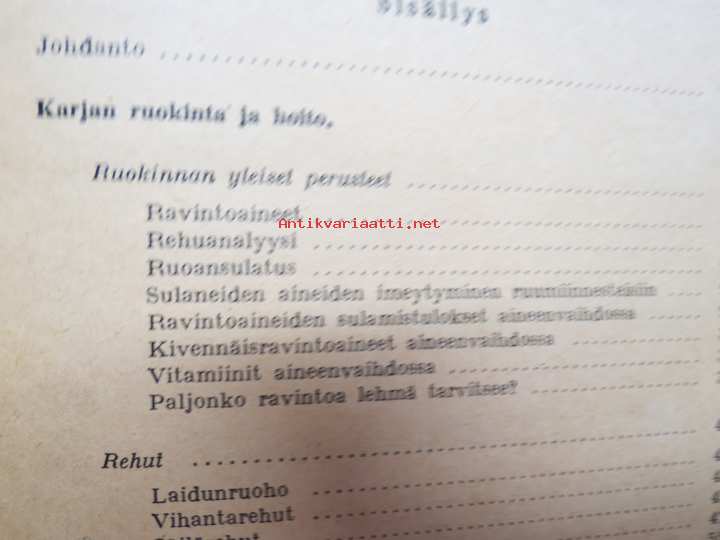 Sisällys
Johdanto
Karjan ruokinta ja hoito.
Ruokinnan yleiset perusteet
Ravintoaineet
Antikvariaatti.net
Rehuanalyysi
Ruoansulatus
Sulaneiden aineiden imeytyminen ruumiinnesteisiin
Ravintoaineiden sulamistulokset aineenvaihdossa
Kivennäisravintoaineet aineenvaihdossa
Vitamiinit aineenvaihdossa
Paljonko ravintoa lehmä tarvitsee?
Rehut
Laidunruoho
Vihantarehut